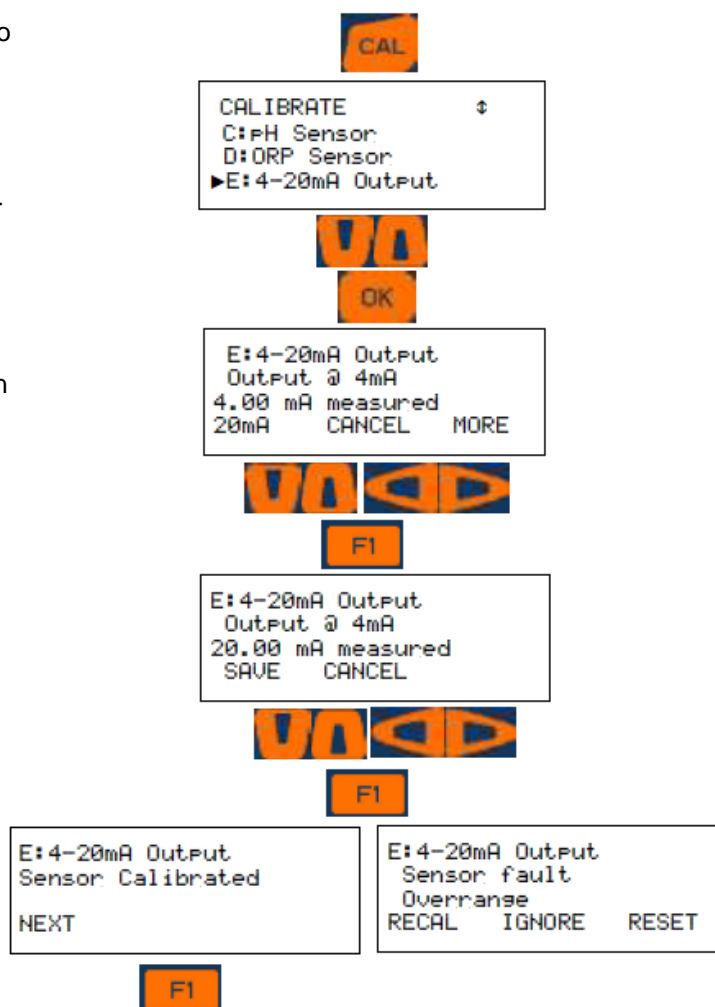 o
CAL
CALIBRATE ↕
C:pH Sensor
D:ORP Sensor
▶E:4-20mA Output
.
OK
E:4-20mA Output
Output @ 4mA
4.00 mA measured
20mA CANCEL MORE
n
F1
E:4-20mA Output
Output @ 4mA
20.00 mA measured
SAVE CANCEL
F1
E:4-20mA Output
Sensor Calibrated
NEXT
E:4-20mA Output
Sensor fault
Overrange
RECAL IGNORE RESET
F1